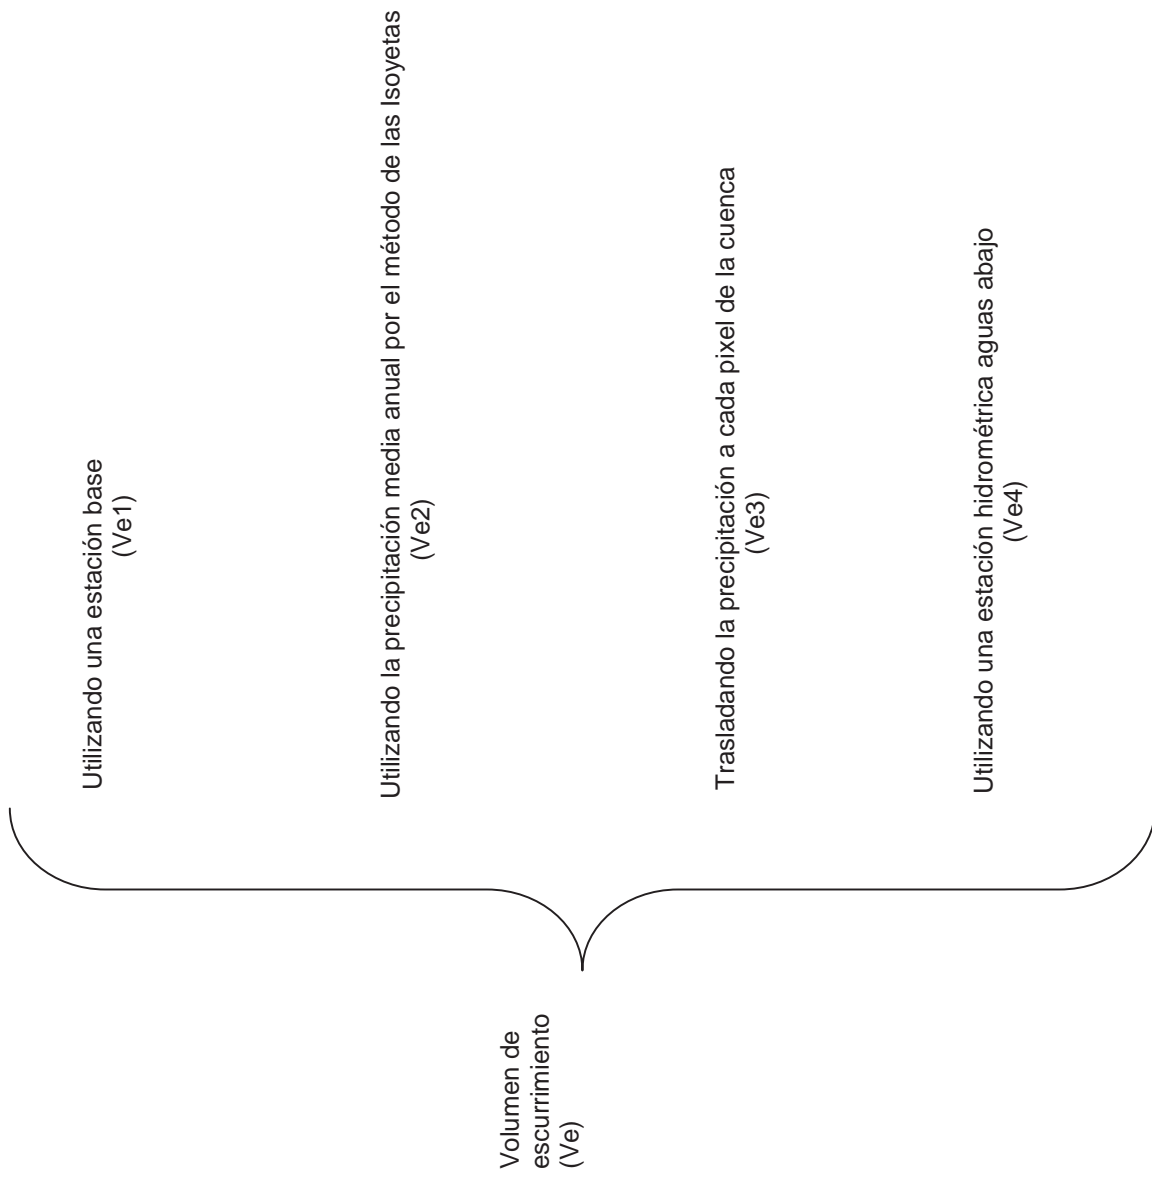 Volumen de
escurrimiento
(Ve)
Utilizando una estación base
(Ve1)
Utilizando la precipitación media anual por el método de las Isoyetas
(Ve2)
Trasladando la precipitación a cada pixel de la cuenca
(Ve3)
Utilizando una estación hidrométrica aguas abajo
(Ve4)